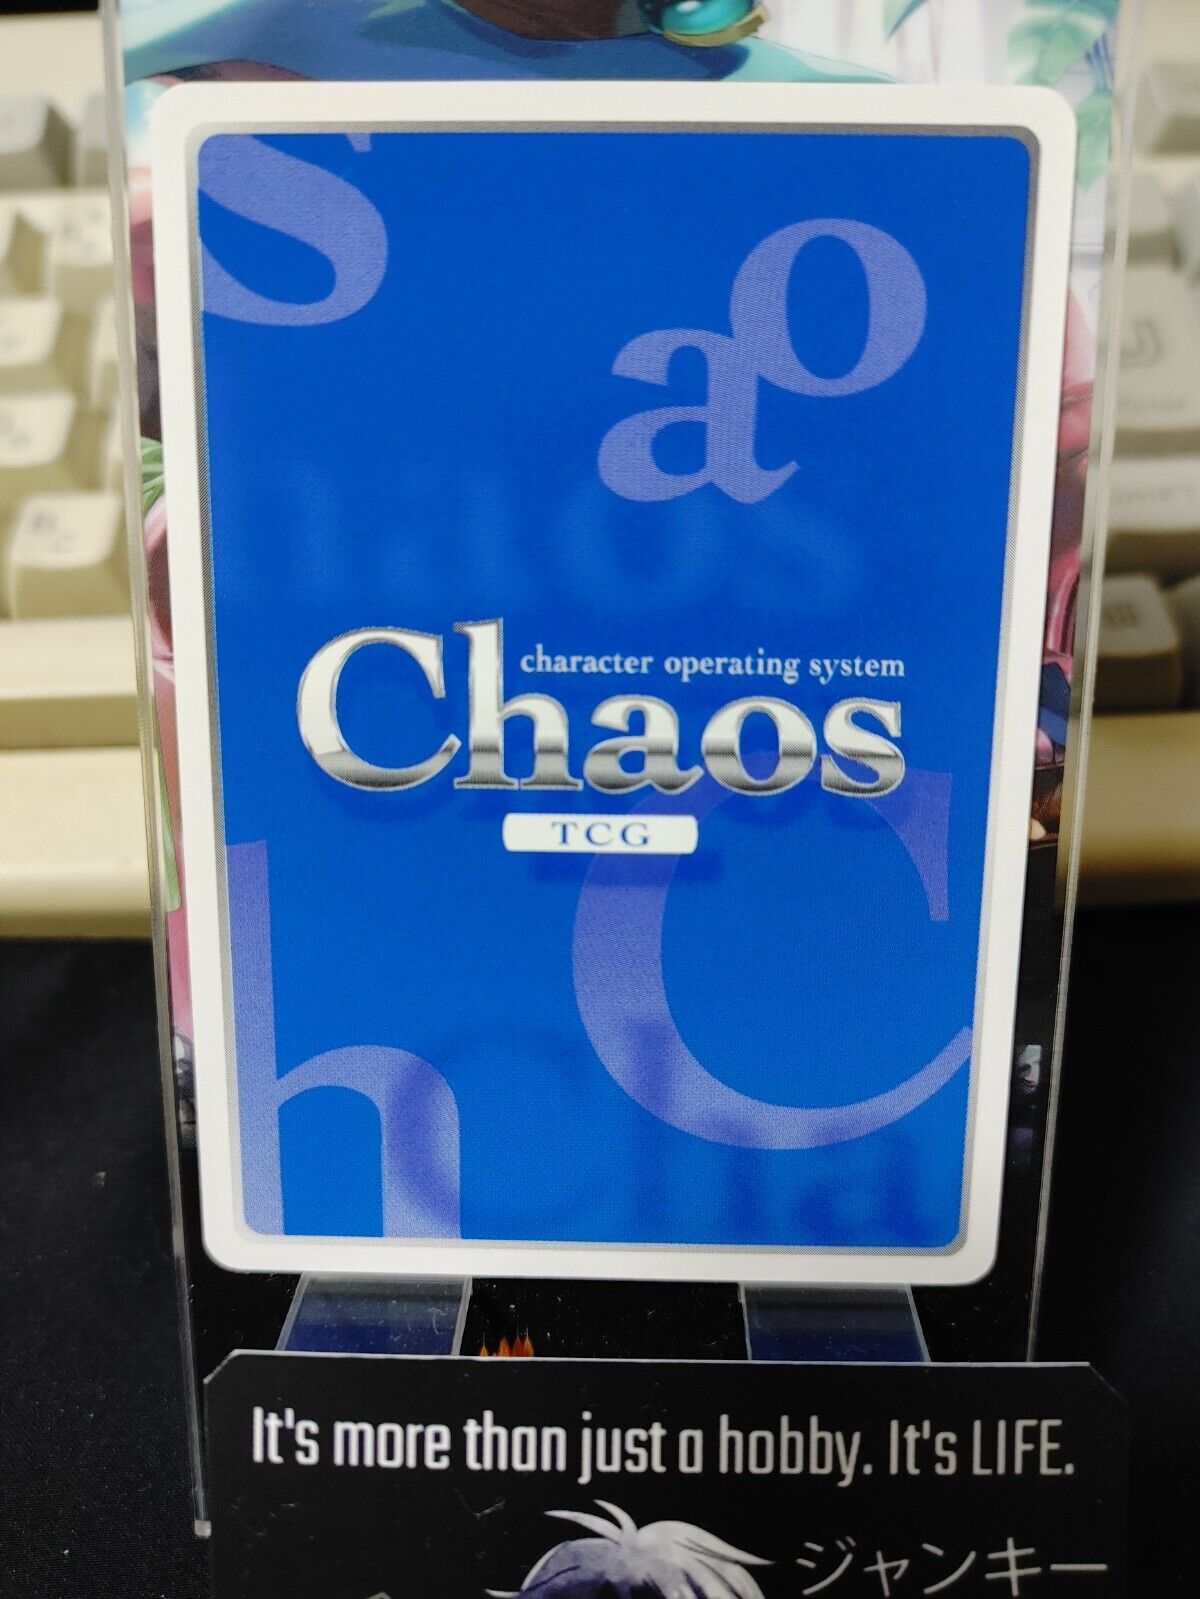 s
o
a
character operating system
Chaos
TCG
C
h
It's more than just a hobby. It's LIFE.
ジャンキー